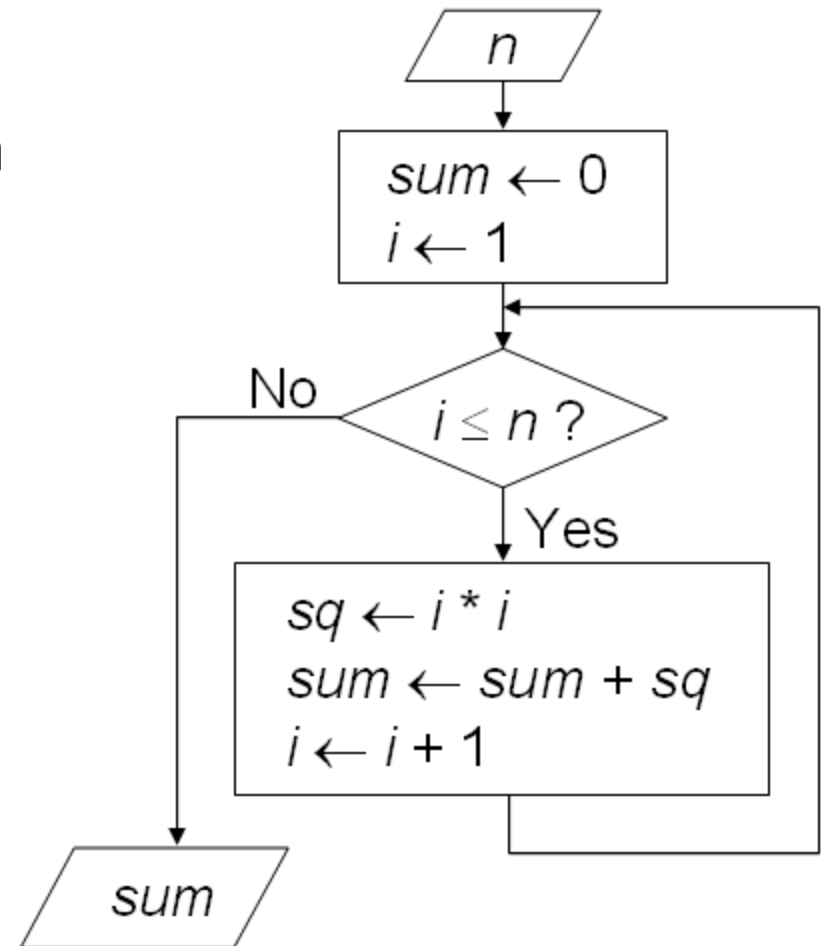 n
sum ← 0
i ← 1
No
i ≤ n ?
Yes
sq ← i * i
sum ← sum + sq
i ← i + 1
sum